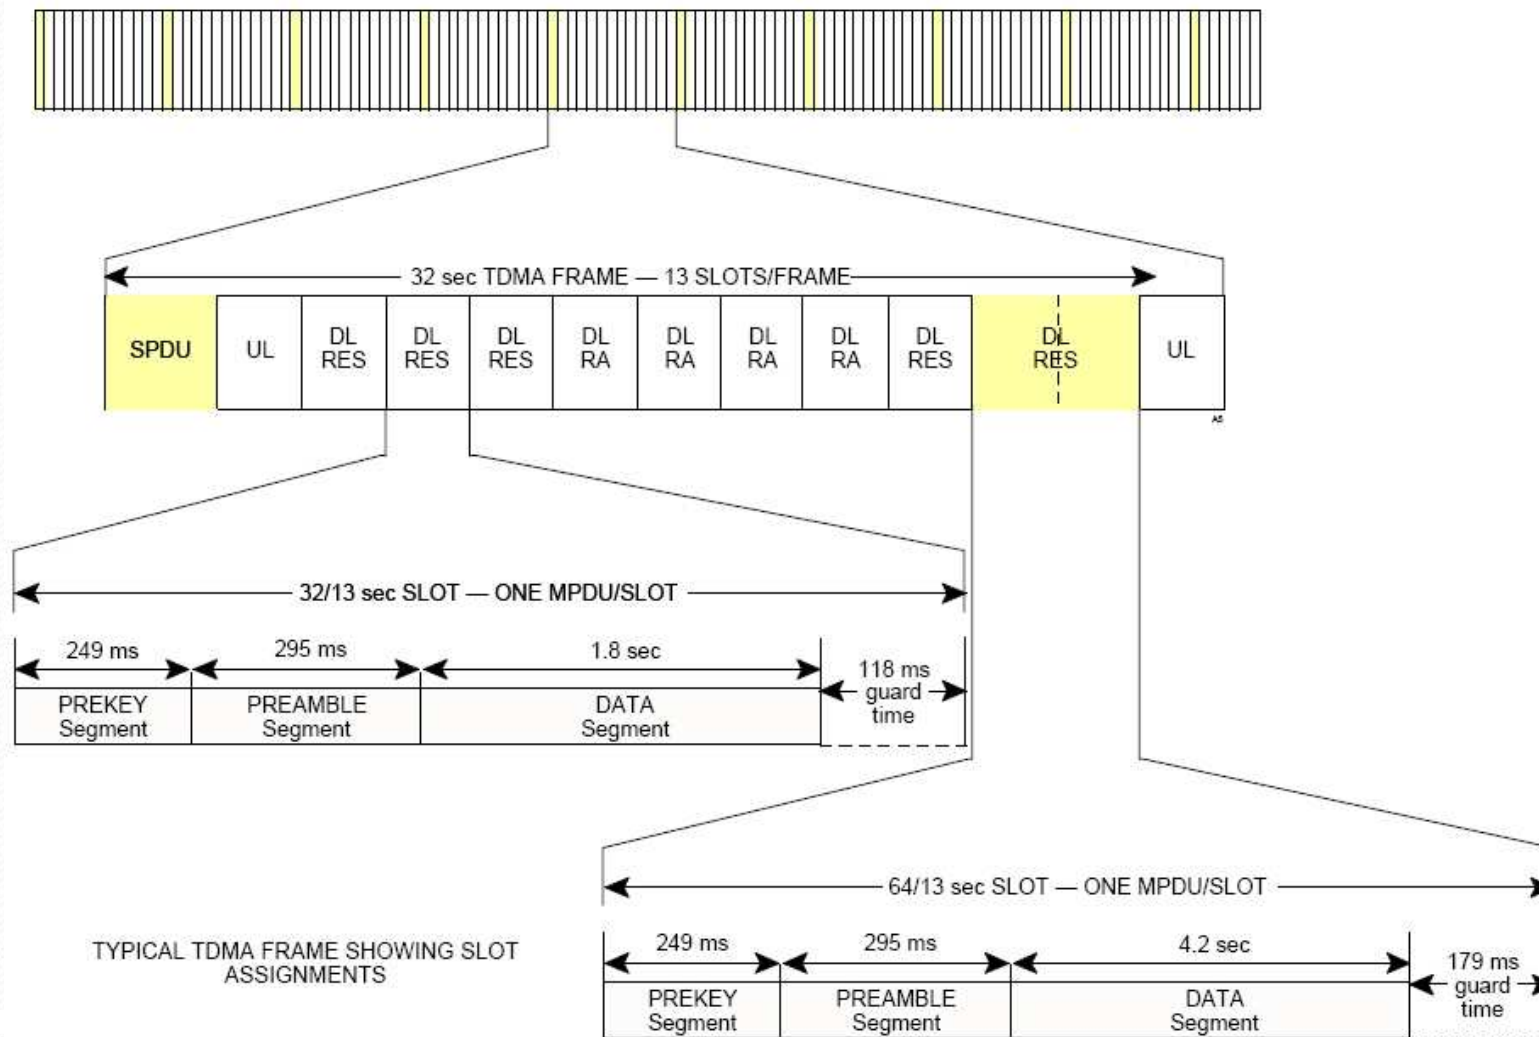 32 sec TDMA FRAME — 13 SLOTS/FRAME
SPDU
UL
DL
RES
DL
RES
DL
RES
DL
RA
DL
RA
DL
RA
DL
RA
DL
RES
DL
RES
UL
32/13 sec SLOT — ONE MPDU/SLOT
249 ms
295 ms
1.8 sec
118 ms
guard
time
PREKEY
Segment
PREAMBLE
Segment
DATA
Segment
64/13 sec SLOT — ONE MPDU/SLOT
TYPICAL TDMA FRAME SHOWING SLOT
ASSIGNMENTS
249 ms
295 ms
4.2 sec
179 ms
guard
time
PREKEY
Segment
PREAMBLE
Segment
DATA
Segment